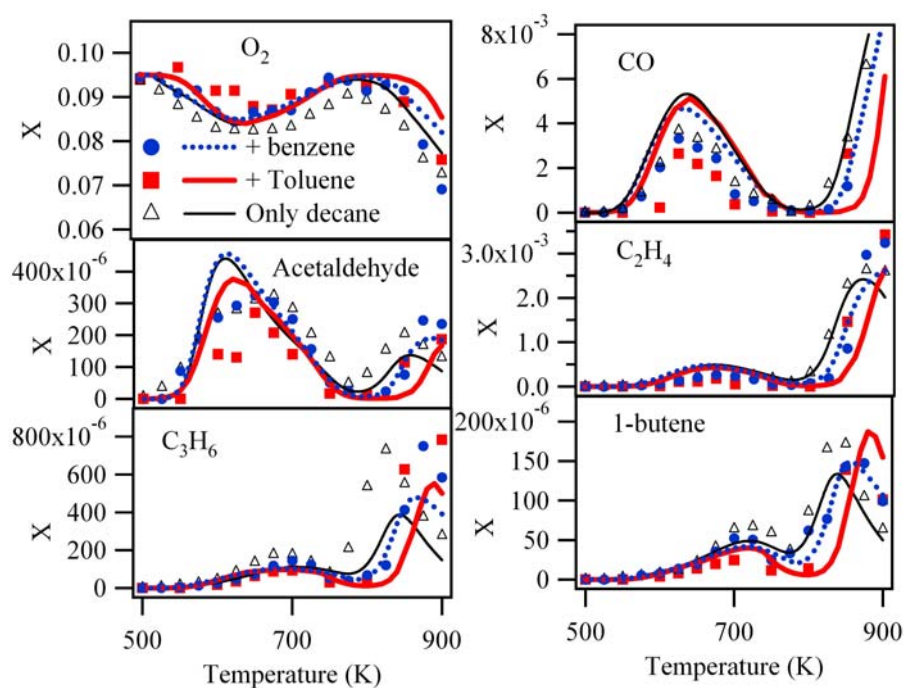 O₂
X
0.10
0.09
0.08
0.07
0.06
+ benzene
+ Toluene
Only decane
CO
X
8x10⁻³
6
4
2
0
Acetaldehyde
X
400x10⁻⁶
300
200
100
0
C₂H₄
X
3.0x10⁻³
2.0
1.0
0.0
C₃H₆
X
800x10⁻⁶
600
400
200
0
500
700
900
Temperature (K)
1-butene
X
200x10⁻⁶
150
100
50
0
500
700
900
Temperature (K)